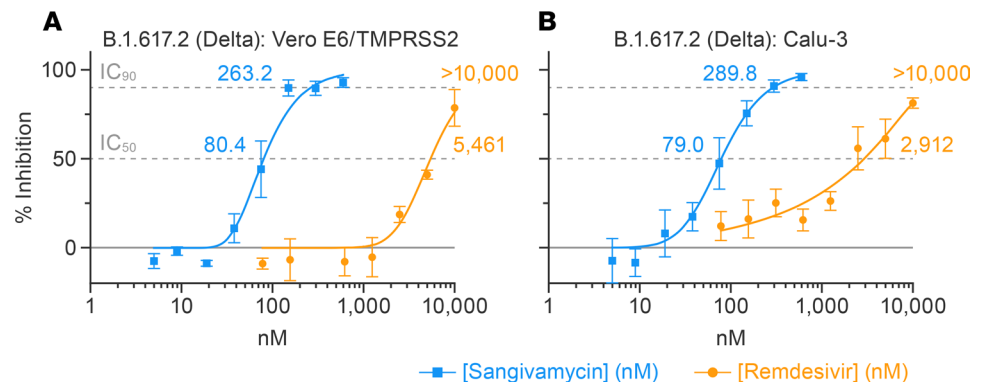 A
B.1.617.2 (Delta): Vero E6/TMPRSS2
% Inhibition
100
50
0
IC90
IC50
263.2
80.4
>10,000
5,461
1 10 100 1,000 10,000
nM
B
B.1.617.2 (Delta): Calu-3
289.8
79.0
>10,000
2,912
1 10 100 1,000 10,000
nM
[Sangivamycin] (nM) [Remdesivir] (nM)